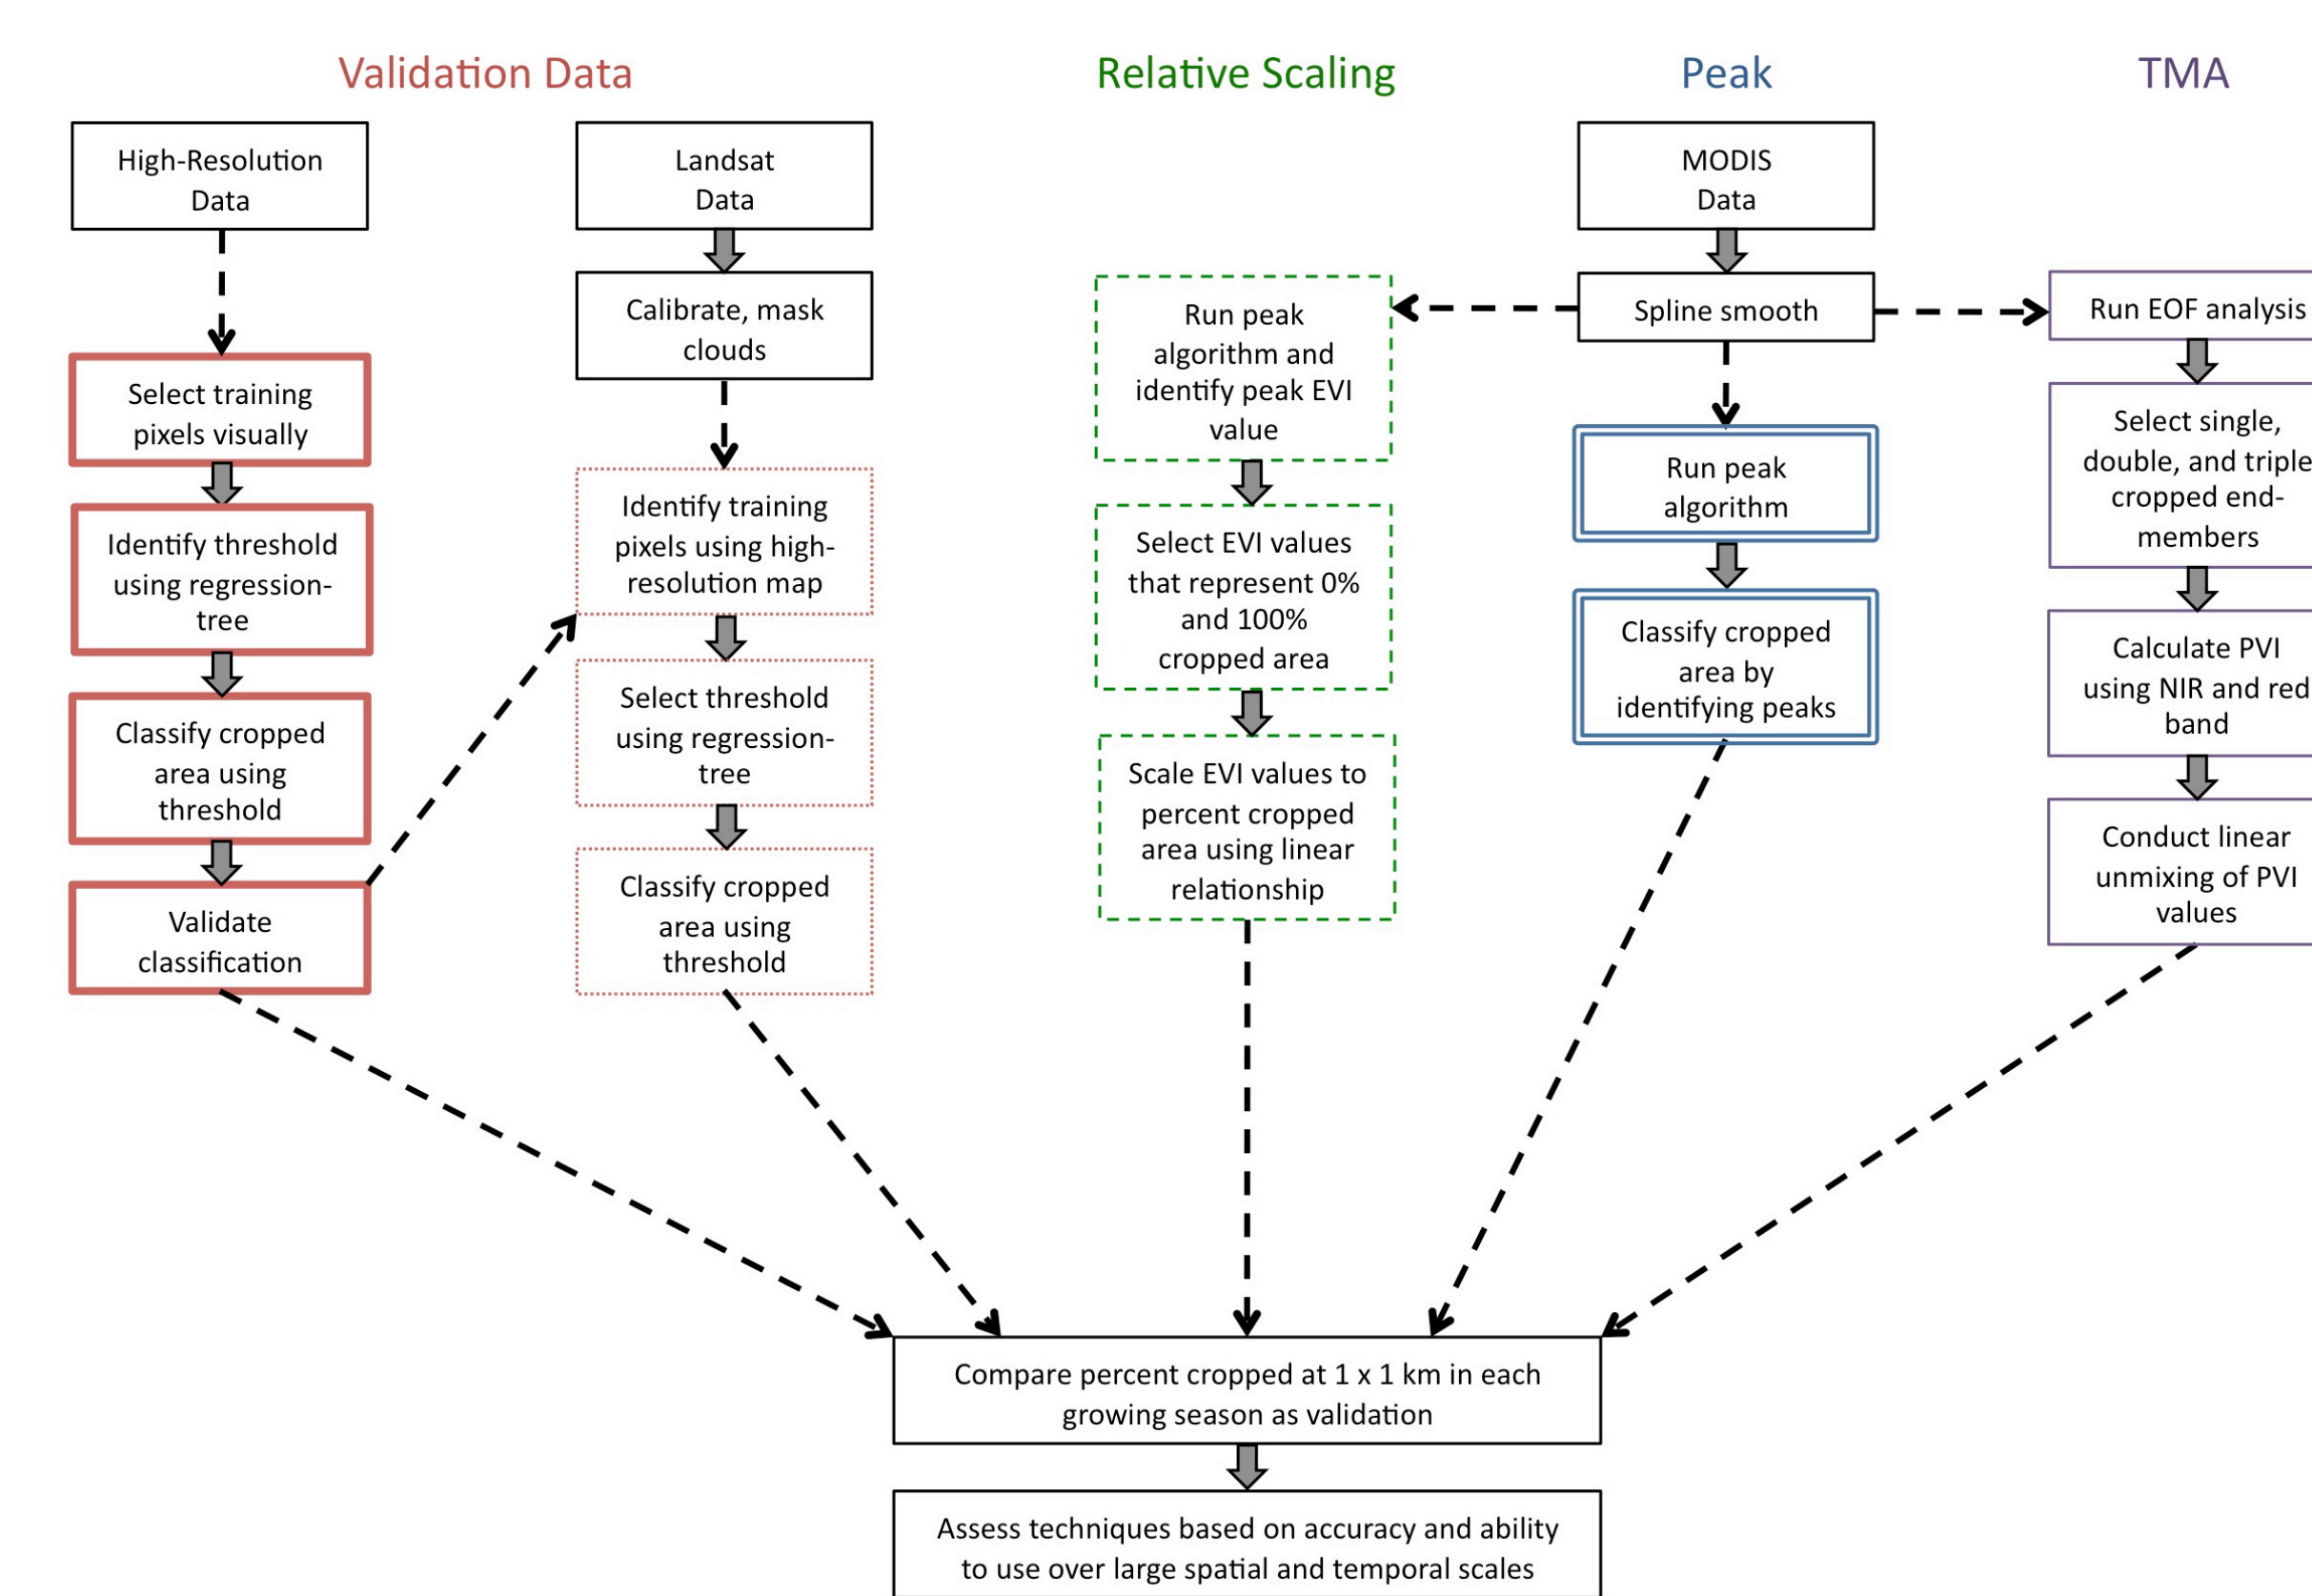 Validation Data
Relative Scaling
Peak
TMA
High-Resolution
Data
Select training
pixels visually
Identify threshold
using regression-
tree
Classify cropped
area using
threshold
Validate
classification
Landsat
Data
Calibrate, mask
clouds
Identify training
pixels using high-
resolution map
Select threshold
using regression-
tree
Classify cropped
area using
threshold
Run peak
algorithm and
identify peak EVI
value
Select EVI values
that represent 0%
and 100%
cropped area
Scale EVI values to
percent cropped
area using linear
relationship
MODIS
Data
Spline smooth
Run peak
algorithm
Classify cropped
area by
identifying peaks
Run EOF analysis
Select single,
double, and triple
cropped end-
members
Calculate PVI
using NIR and red
band
Conduct linear
unmixing of PVI
values
Compare percent cropped at 1 x 1 km in each
growing season as validation
Assess techniques based on accuracy and ability
to use over large spatial and temporal scales